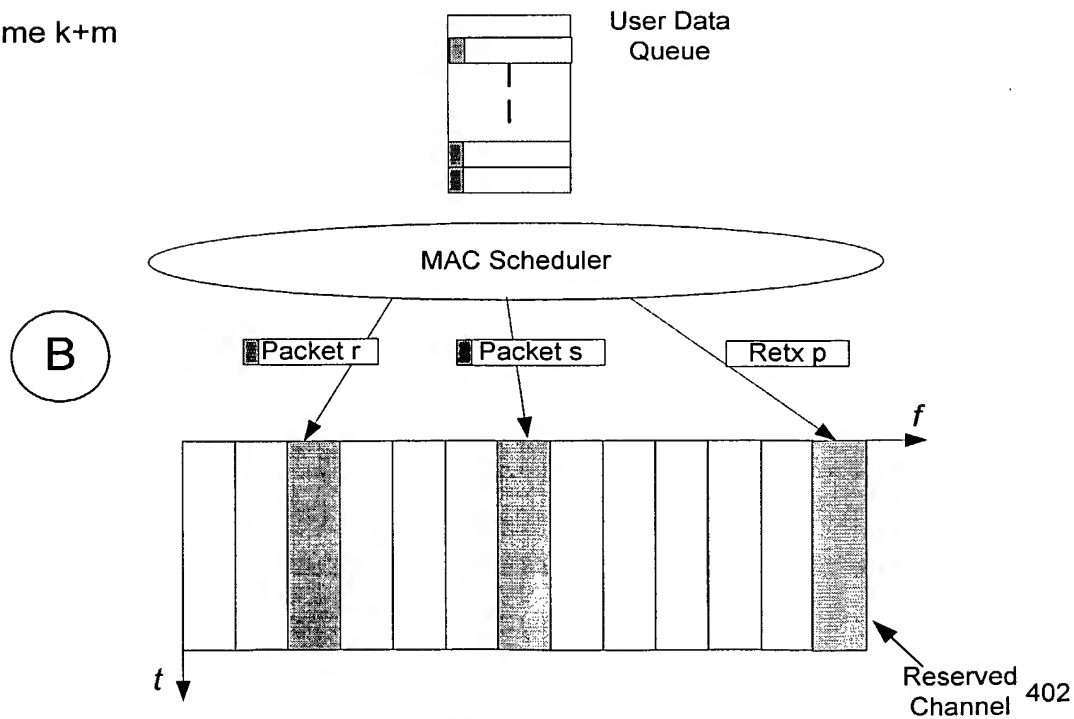 me k+m
User Data
Queue
MAC Scheduler
B
Packet r
Packet s
Retx p
f
t
Reserved
Channel
402